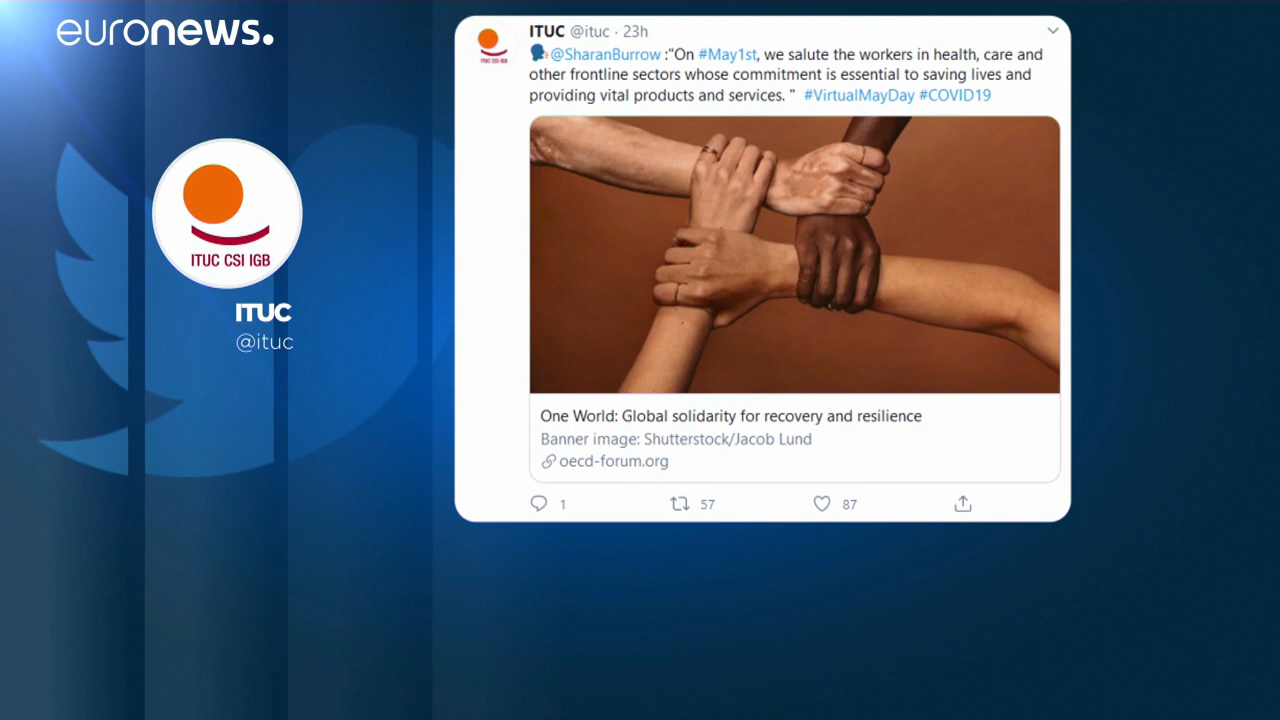 euronews.
ITUC CSI IGB
ITUC
@ituc
ITUC @ituc · 23h
@SharanBurrow :"On #May1st, we salute the workers in health, care and
other frontline sectors whose commitment is essential to saving lives and
providing vital products and services. " #VirtualMayDay #COVID19
One World: Global solidarity for recovery and resilience
Banner image: Shutterstock/Jacob Lund
oecd-forum.org
1 57 87